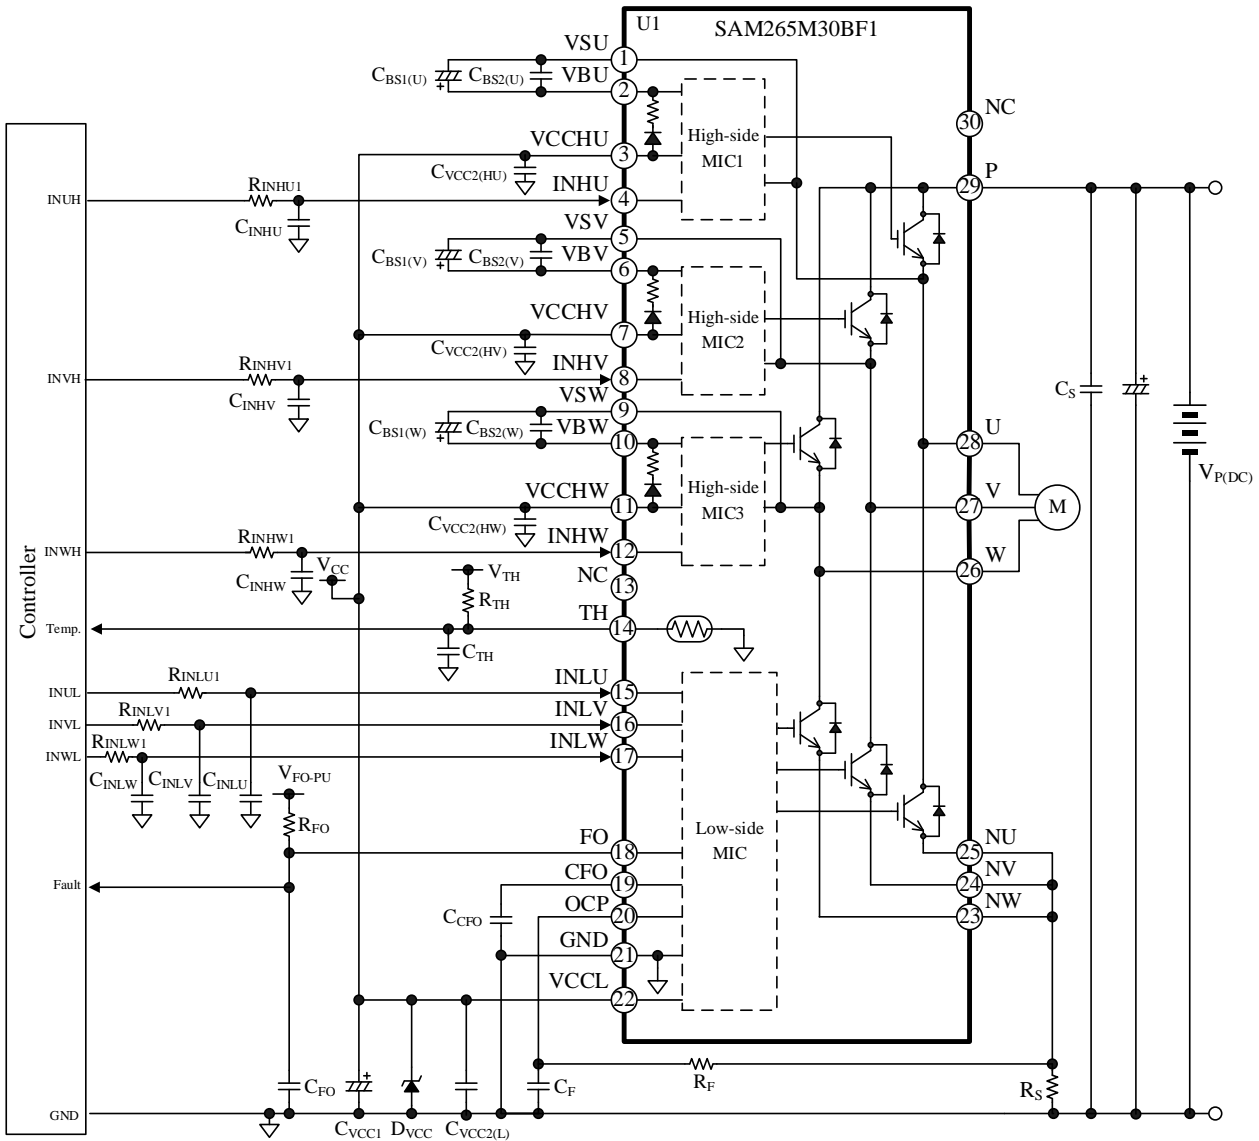 U1 SAM265M30BF1
VSU 1
CBS1(U) CBS2(U) VBU 2
+
High-side
MIC1
NC 30
VCCHU 3
CVCC2(HU)
P 29
INUH RINHU1 INHU 4
CINHU
VSV 5
CBS1(V) CBS2(V) VBV 6
+
High-side
MIC2
VCCHV 7
CVCC2(HV)
INVH RINHV1 INHV 8
CINHV
CS +
VSW 9
CBS1(W) CBS2(W) VBW 10
+
High-side
MIC3
U 28
VP(DC)
VCCHW 11
CVCC2(HW)
V 27
M
INWH RINHW1 INHW 12
CINHW
VCC
W 26
NC 13
VTH
RTH
Controller
Temp. TH 14
CTH
INUL RINLU1 INLU 15
INVL RINLV1 INLV 16
INWL RINLW1 INLW 17
CINLW CINLV CINLU
VFO-PU
RFO
Low-side
MIC
FO 18
NU 25
Fault
CFO 19
NV 24
CCFO
OCP 20
NW 23
GND 21
VCCL 22
CFO + CF RF RS
GND
CVCC1 DVCC CVCC2(L)